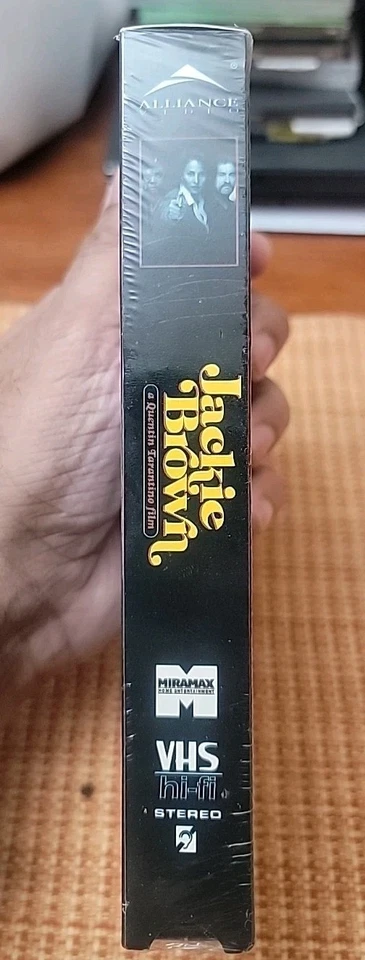 ALLIANCE
VIDEO
Jackie
Brown
a Quentin Tarantino film
MIRAMAX
HOME ENTERTAINMENT
VHS
hi-fi
STEREO